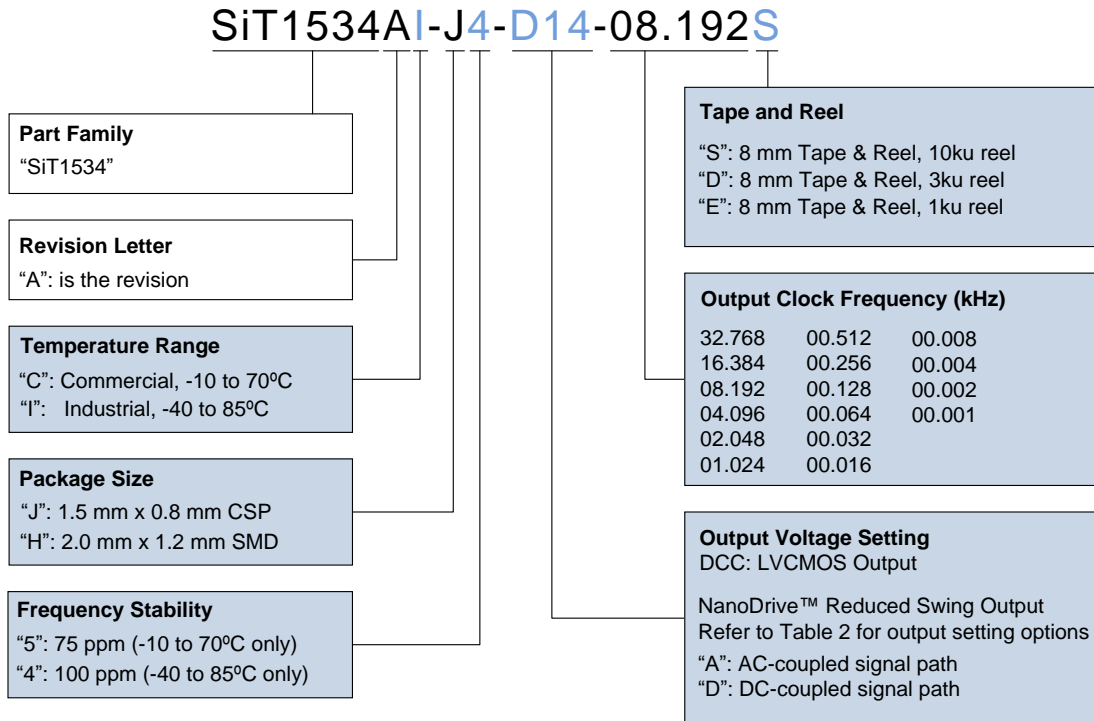 SiT1534AI-J4-D14-08.192S
Part Family
“SiT1534”
Revision Letter
“A”: is the revision
Temperature Range
“C”: Commercial, -10 to 70ºC
“I”: Industrial, -40 to 85ºC
Package Size
“J”: 1.5 mm x 0.8 mm CSP
“H”: 2.0 mm x 1.2 mm SMD
Frequency Stability
“5”: 75 ppm (-10 to 70ºC only)
“4”: 100 ppm (-40 to 85ºC only)
Tape and Reel
“S”: 8 mm Tape & Reel, 10ku reel
“D”: 8 mm Tape & Reel, 3ku reel
“E”: 8 mm Tape & Reel, 1ku reel
Output Clock Frequency (kHz)
32.768 00.512 00.008
16.384 00.256 00.004
08.192 00.128 00.002
04.096 00.064 00.001
02.048 00.032
01.024 00.016
Output Voltage Setting
DCC: LVCMOS Output
NanoDrive™ Reduced Swing Output
Refer to Table 2 for output setting options
“A”: AC-coupled signal path
“D”: DC-coupled signal path